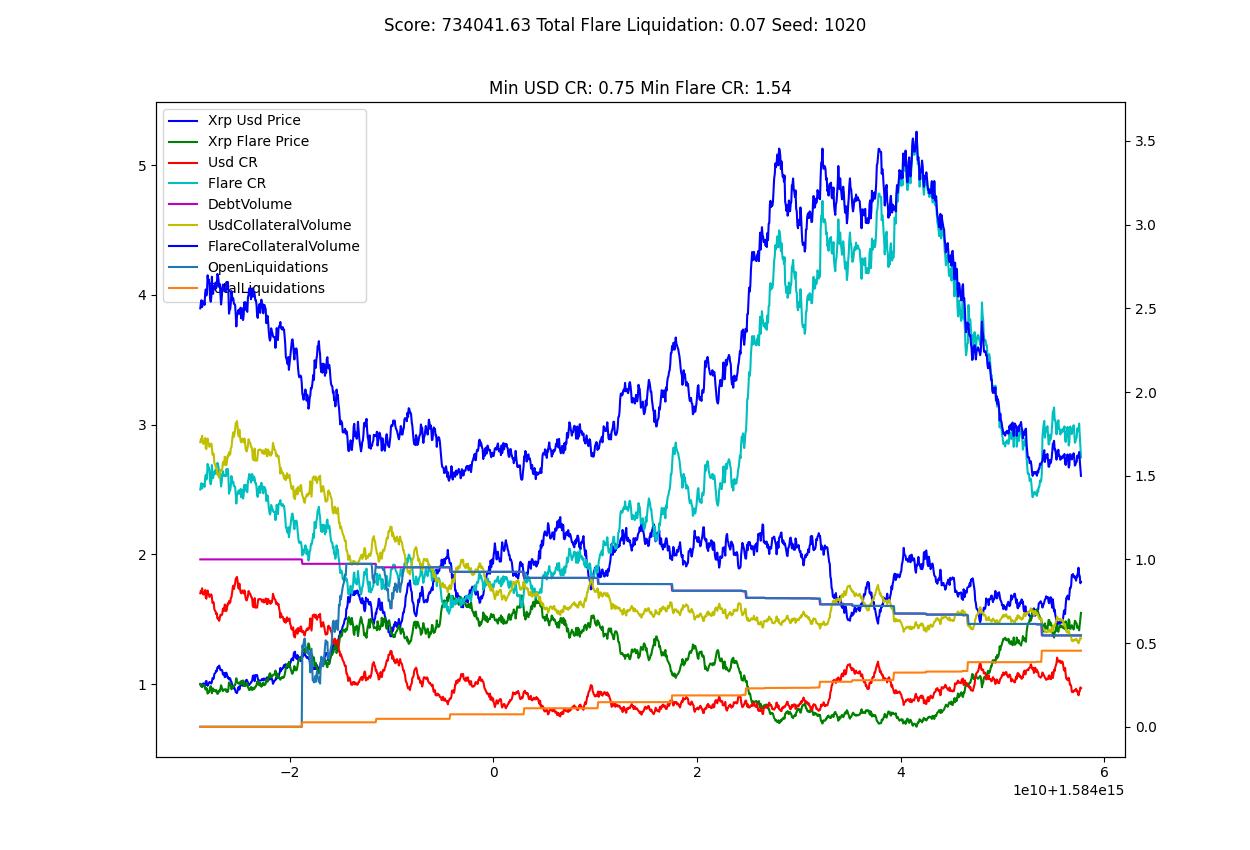 Score: 734041.63 Total Flare Liquidation: 0.07 Seed: 1020
Min USD CR: 0.75 Min Flare CR: 1.54
Xrp Usd Price
Xrp Flare Price
Usd CR
Flare CR
DebtVolume
UsdCollateralVolume
FlareCollateralVolume
OpenLiquidations
TotalLiquidations
5
4
3
2
1
3.5
3.0
2.5
2.0
1.5
1.0
0.5
0.0
−2
0
2
4
6
1e10+1.584e15